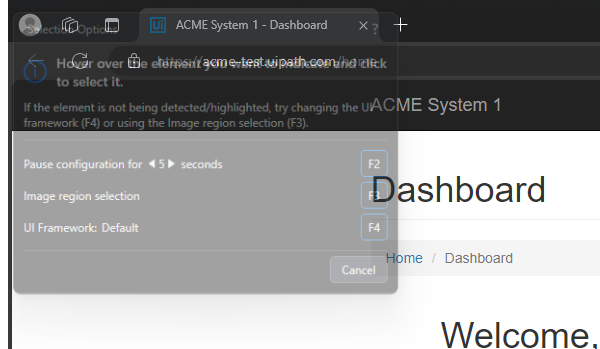 Selection Options
?
Ui ACME System 1 - Dashboard
https://acme-test.uipath.com/home
Hover over the element you want to indicate and click
to select it.
If the element is not being detected/highlighted, try changing the UI
framework (F4) or using the Image region selection (F3).
ACME System 1
Pause configuration for 5 seconds
F2
Image region selection
F3
UI Framework: Default
F4
Cancel
Dashboard
Home / Dashboard
Welcome,